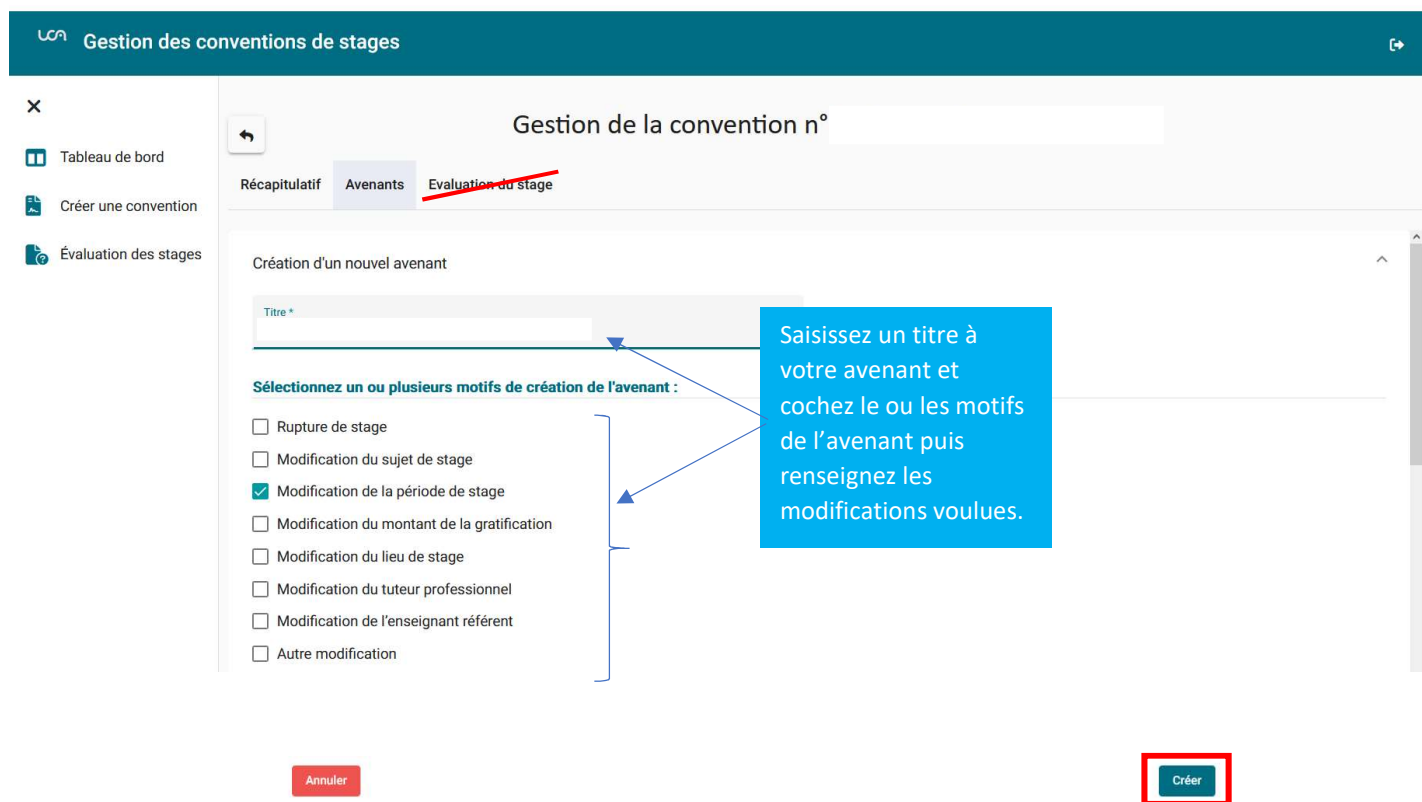 uca Gestion des conventions de stages
Gestion de la convention n°
Tableau de bord
Créer une convention
Évaluation des stages
Récapitulatif Avenants Evaluation du stage
Création d'un nouvel avenant
Titre *
Sélectionnez un ou plusieurs motifs de création de l'avenant :
Rupture de stage
Modification du sujet de stage
Modification de la période de stage
Modification du montant de la gratification
Modification du lieu de stage
Modification du tuteur professionnel
Modification de l'enseignant référent
Autre modification
Saisissez un titre à
votre avenant et
cochez le ou les motifs
de l’avenant puis
renseignez les
modifications voulues.
Annuler
Créer